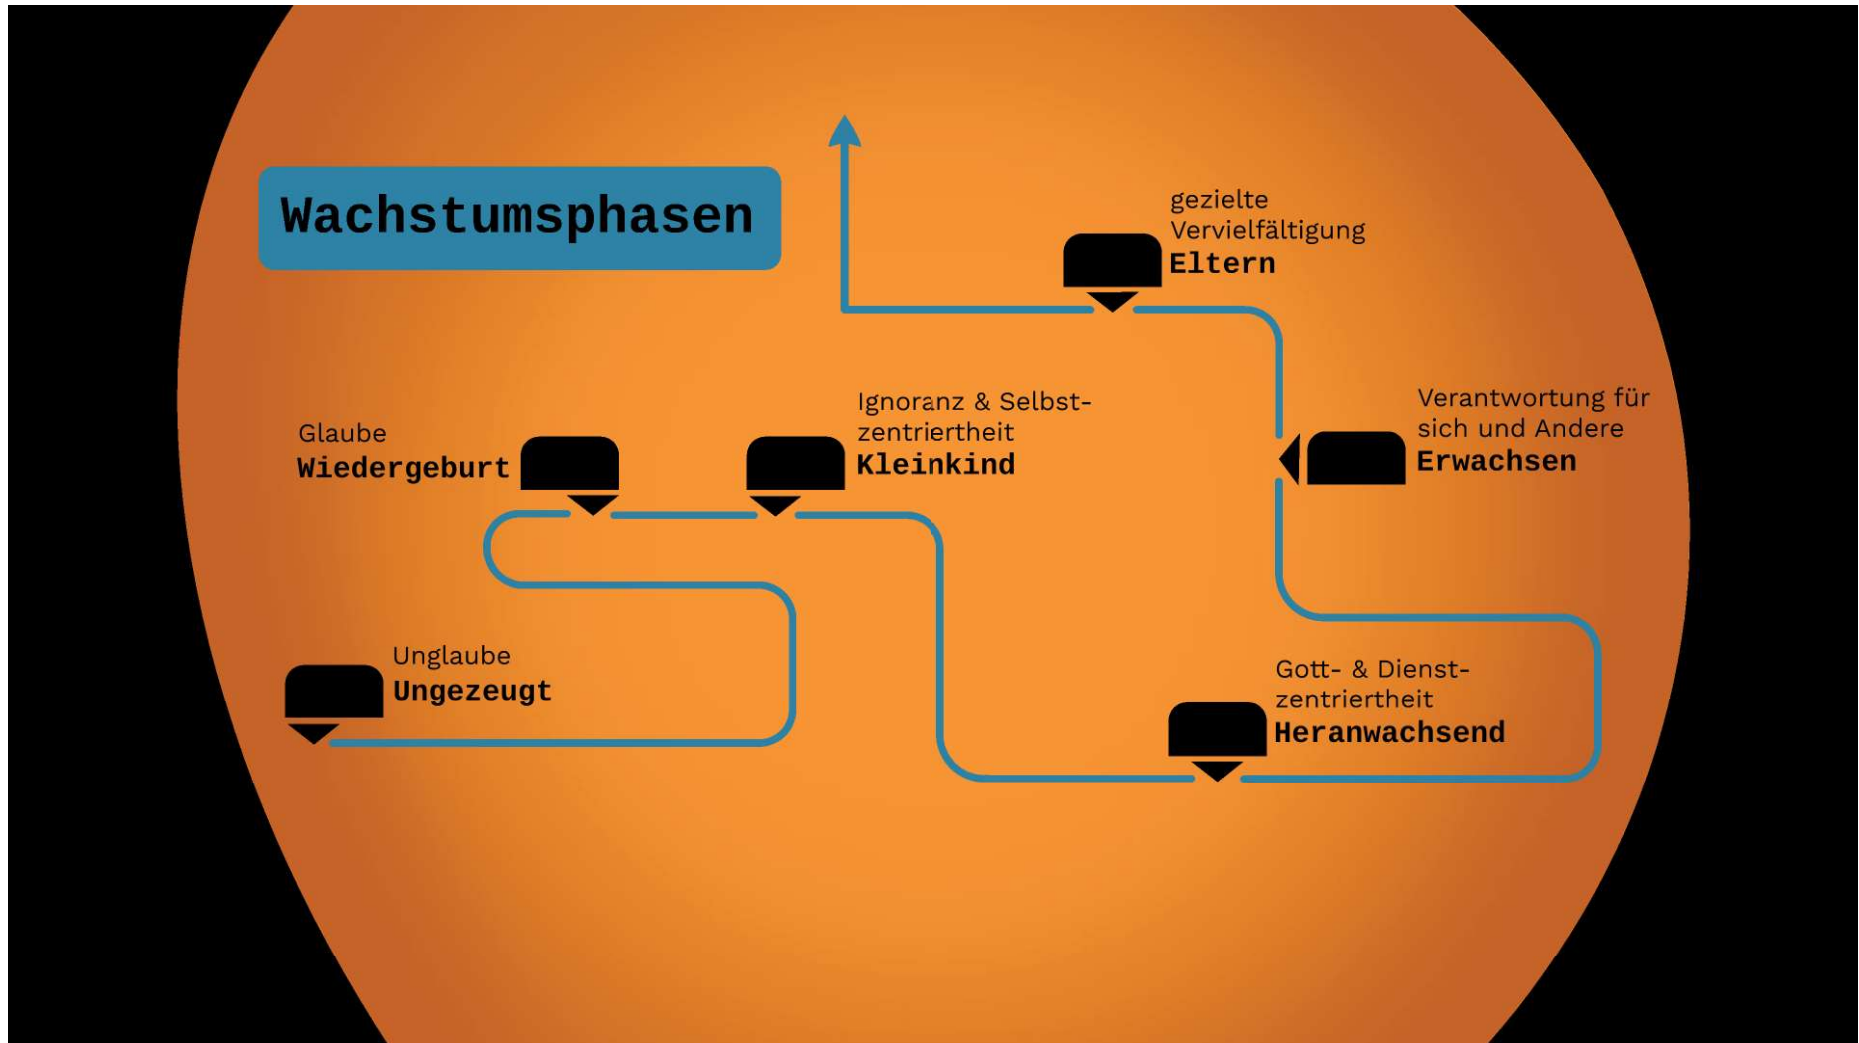 Wachstumsphasen
gezielte
Vervielfältigung
Eltern
Glaube
Wiedergeburt
Ignoranz & Selbst-
zentriertheit
Kleinkind
Verantwortung für
sich und Andere
Erwachsen
Unglaube
Ungezeugt
Gott- & Dienst-
zentriertheit
Heranwachsend